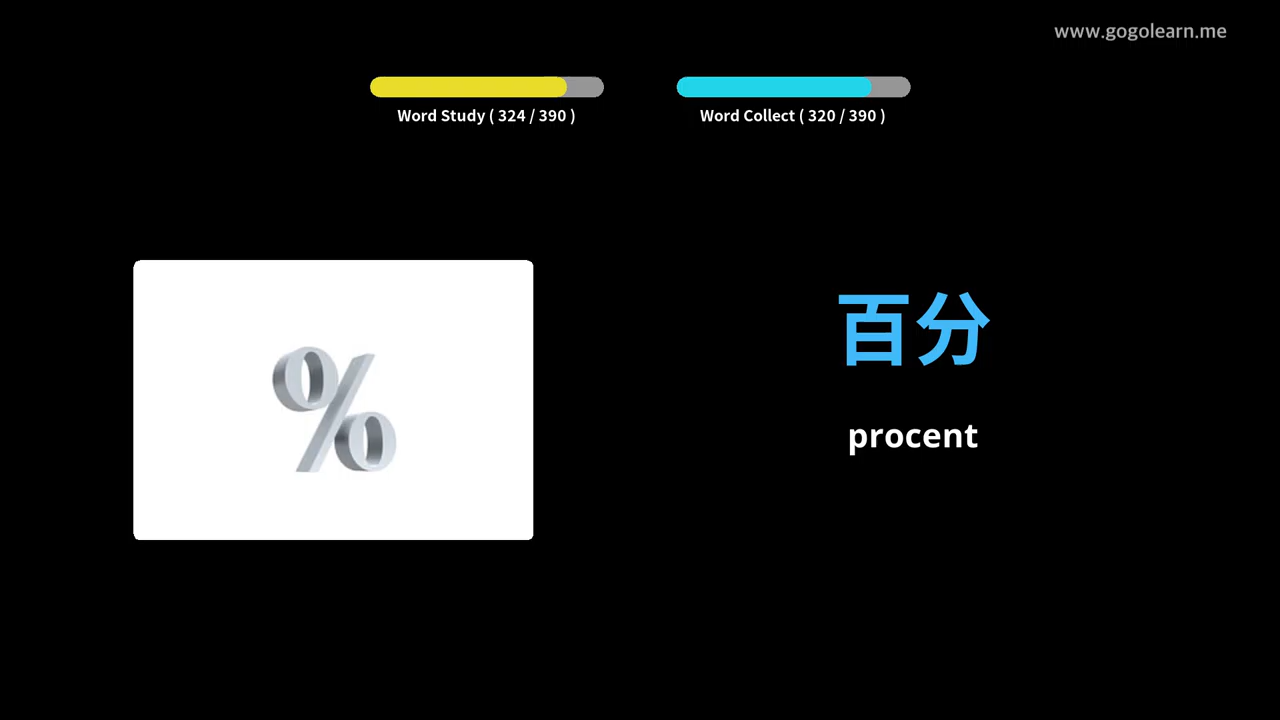 www.gogolearn.me
Word Study ( 324 / 390 )
Word Collect ( 320 / 390 )
%
百分
procent